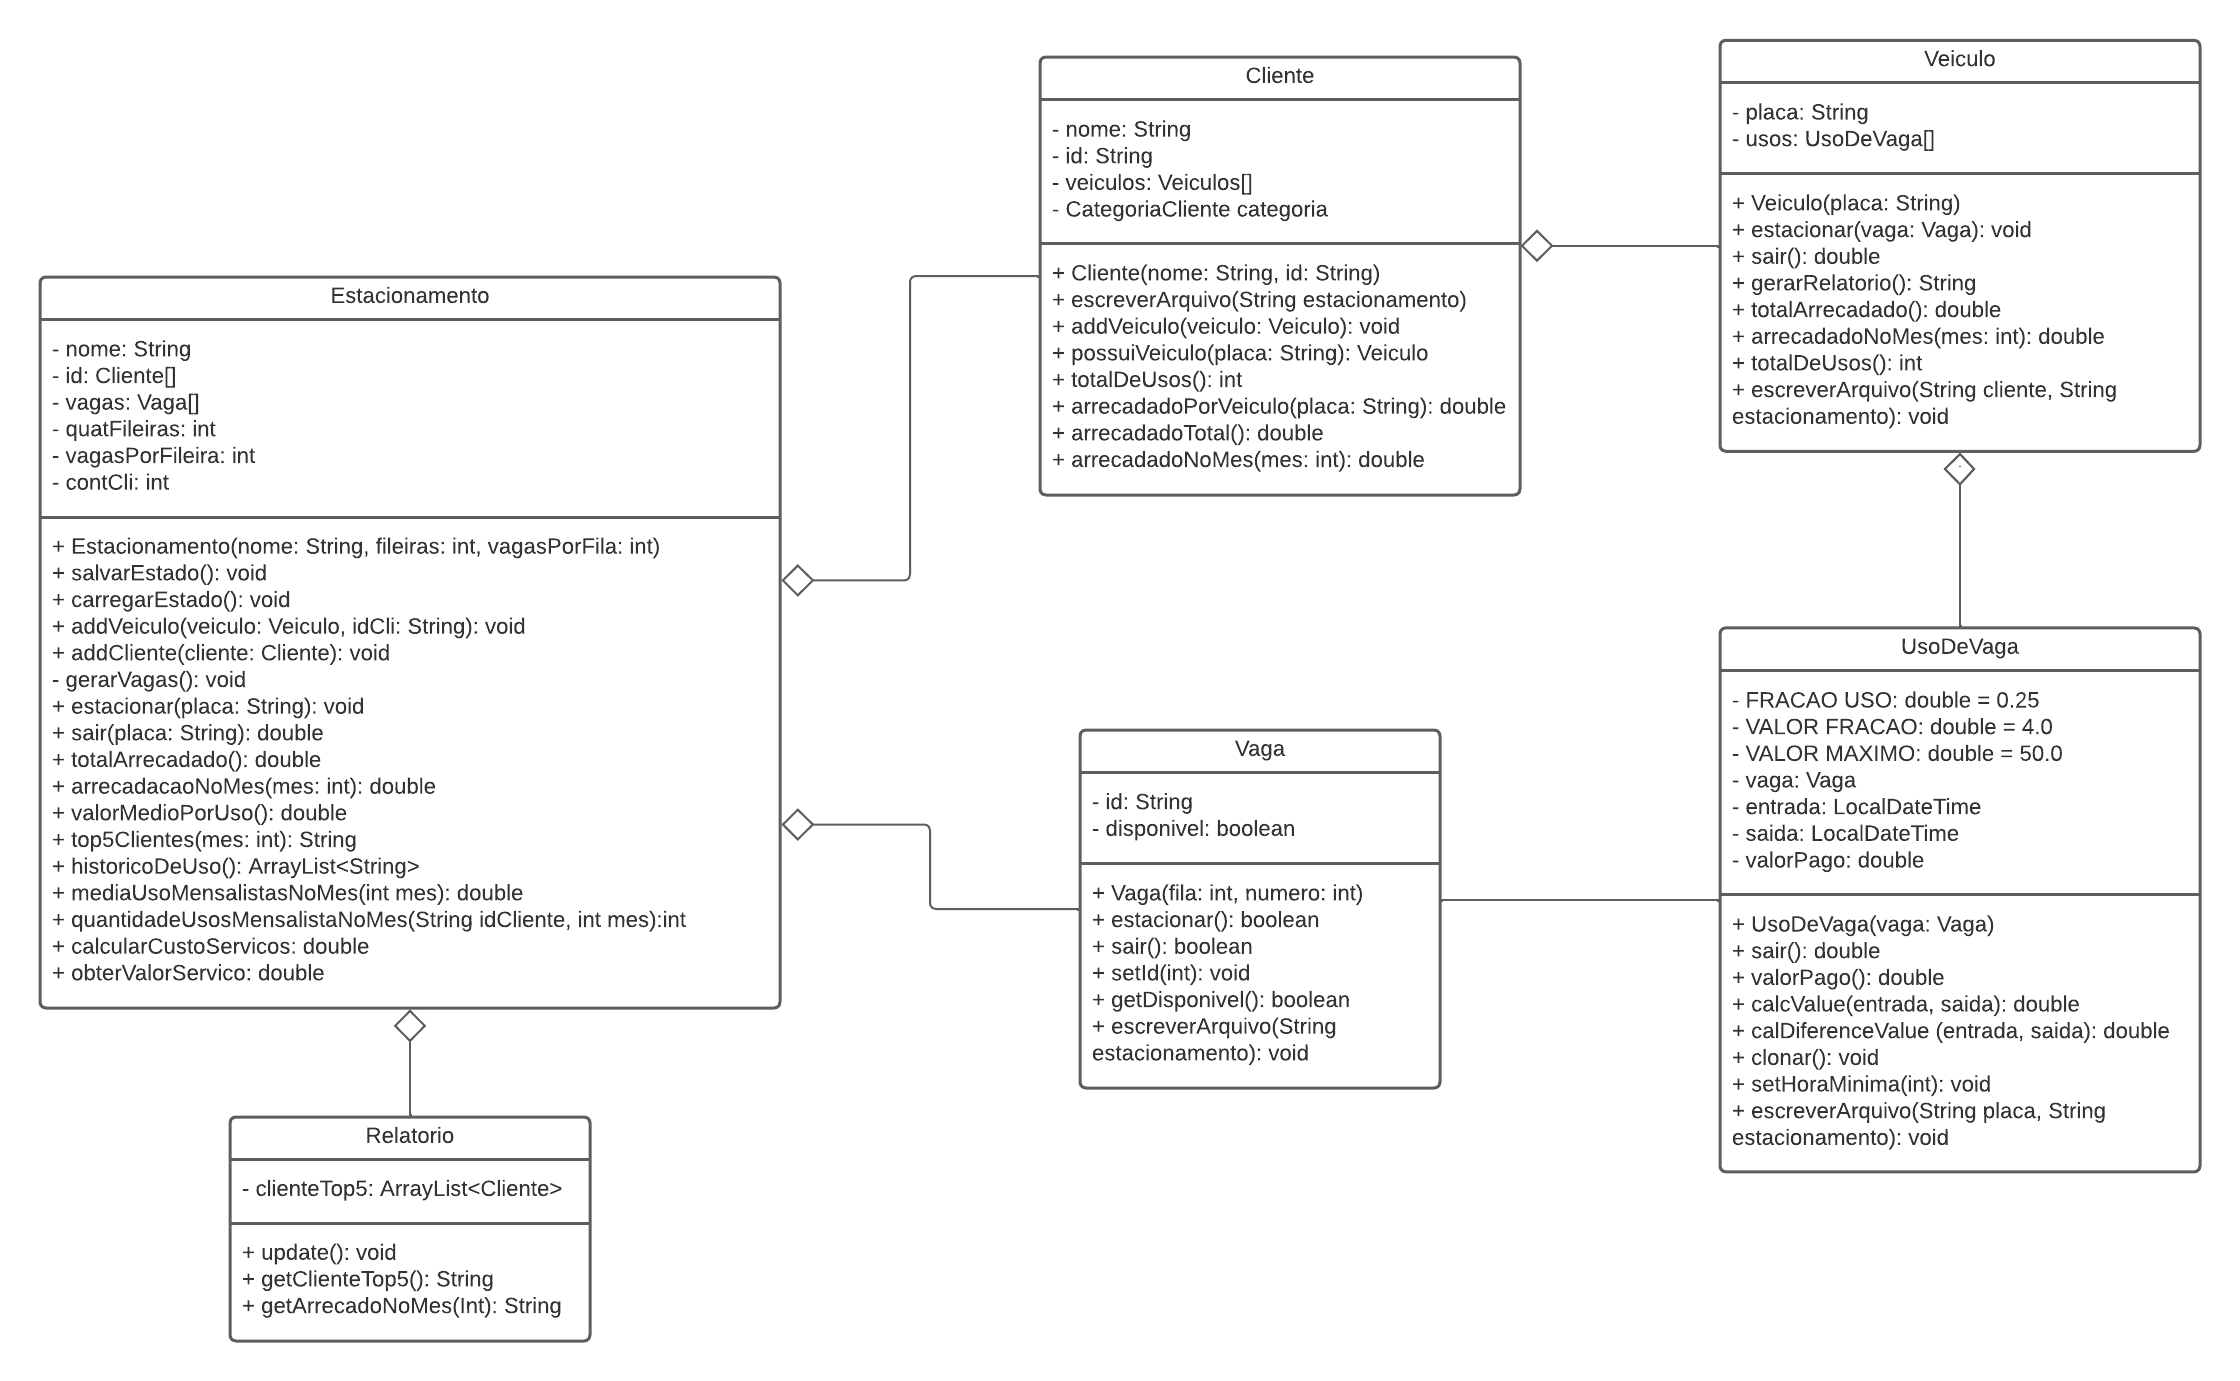 Cliente
- nome: String
- id: String
- veiculos: Veiculos[]
- CategoriaCliente categoria
+ Cliente(nome: String, id: String)
+ escreverArquivo(String estacionamento)
+ addVeiculo(veiculo: Veiculo): void
+ possuiVeiculo(placa: String): Veiculo
+ totalDeUsos(): int
+ arrecadadoPorVeiculo(placa: String): double
+ arrecadadoTotal(): double
+ arrecadadoNoMes(mes: int): double
Veiculo
- placa: String
- usos: UsoDeVaga[]
+ Veiculo(placa: String)
+ estacionar(vaga: Vaga): void
+ sair(): double
+ gerarRelatorio(): String
+ totalArrecadado(): double
+ arrecadadoNoMes(mes: int): double
+ totalDeUsos(): int
+ escreverArquivo(String cliente, String
estacionamento): void
Estacionamento
- nome: String
- id: Cliente[]
- vagas: Vaga[]
- quatFileiras: int
- vagasPorFileira: int
- contCli: int
+ Estacionamento(nome: String, fileiras: int, vagasPorFila: int)
+ salvarEstado(): void
+ carregarEstado(): void
+ addVeiculo(veiculo: Veiculo, idCli: String): void
+ addCliente(cliente: Cliente): void
- gerarVagas(): void
+ estacionar(placa: String): void
+ sair(placa: String): double
+ totalArrecadado(): double
+ arrecadacaoNoMes(mes: int): double
+ valorMedioPorUso(): double
+ top5Clientes(mes: int): String
+ historicoDeUso(): ArrayList<String>
+ mediaUsoMensalistasNoMes(int mes): double
+ quantidadeUsosMensalistaNoMes(String idCliente, int mes):int
+ calcularCustoServicos: double
+ obterValorServico: double
Vaga
- id: String
- disponivel: boolean
+ Vaga(fila: int, numero: int)
+ estacionar(): boolean
+ sair(): boolean
+ setId(int): void
+ getDisponivel(): boolean
+ escreverArquivo(String
estacionamento): void
UsoDeVaga
- FRACAO USO: double = 0.25
- VALOR FRACAO: double = 4.0
- VALOR MAXIMO: double = 50.0
- vaga: Vaga
- entrada: LocalDateTime
- saida: LocalDateTime
- valorPago: double
+ UsoDeVaga(vaga: Vaga)
+ sair(): double
+ valorPago(): double
+ calcValue(entrada, saida): double
+ calDiferenceValue (entrada, saida): double
+ clonar(): void
+ setHoraMinima(int): void
+ escreverArquivo(String placa, String
estacionamento): void
Relatorio
- clienteTop5: ArrayList<Cliente>
+ update(): void
+ getClienteTop5(): String
+ getArrecadoNoMes(Int): String